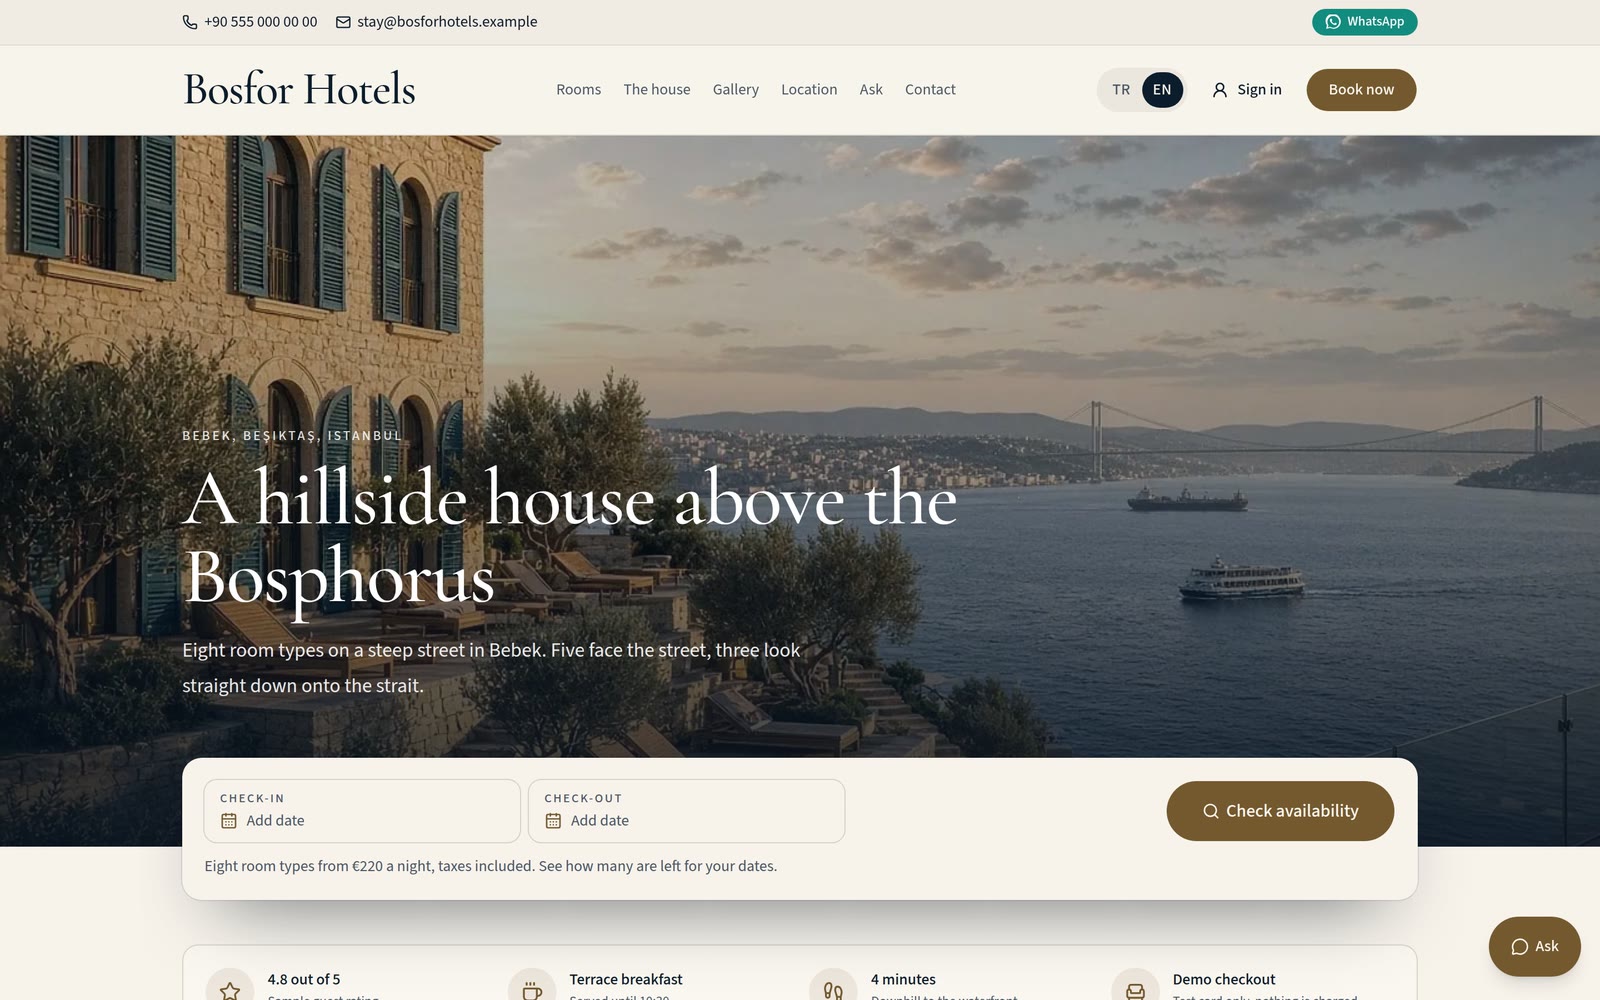 +90 555 000 00 00
stay@bosforhotels.example
WhatsApp
Bosfor Hotels
Rooms
The house
Gallery
Location
Ask
Contact
TR
EN
Sign in
Book now
BEBEK, BEŞİKTAŞ, ISTANBUL
A hillside house above the
Bosphorus
Eight room types on a steep street in Bebek. Five face the street, three look
straight down onto the strait.
CHECK-IN
Add date
CHECK-OUT
Add date
Check availability
Eight room types from €220 a night, taxes included. See how many are left for your dates.
Ask
4.8 out of 5
Terrace breakfast
4 minutes
Demo checkout